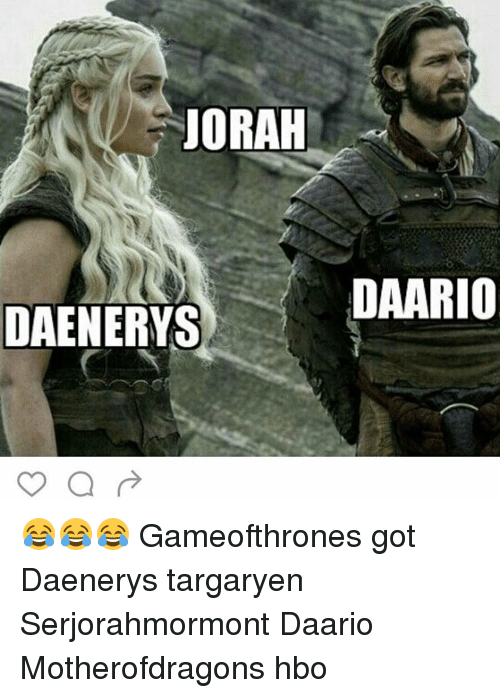 JORAH
DAARIO
DAENERYS
😂😂😂 Gameofthrones got
Daenerys targaryen
Serjorahmormont Daario
Motherofdragons hbo